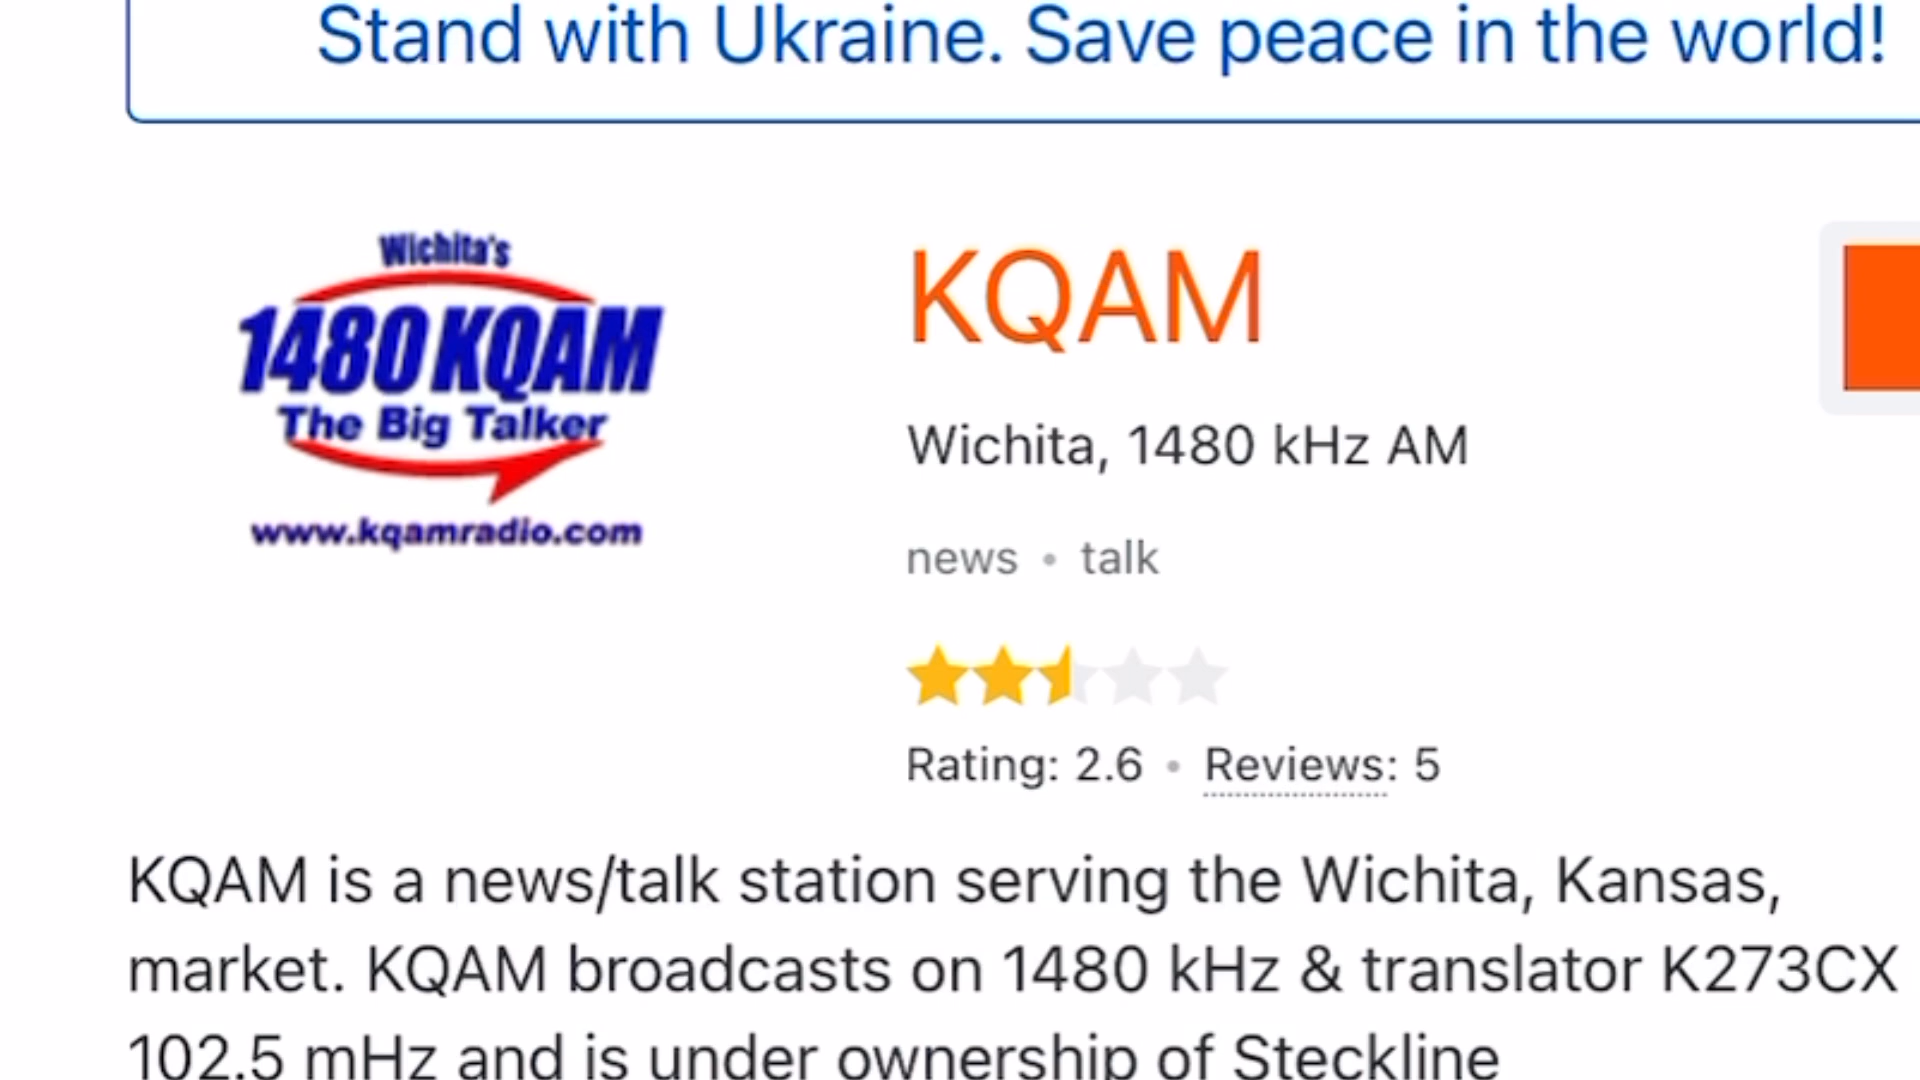 Stand with Ukraine. Save peace in the world!
Wichita's
1480 KQAM
The Big Talker
www.kqamradio.com
KQAM
Wichita, 1480 kHz AM
news • talk
Rating: 2.6 • Reviews: 5
KQAM is a news/talk station serving the Wichita, Kansas,
market. KQAM broadcasts on 1480 kHz & translator K273CX
102.5 mHz and is under ownership of Steckline